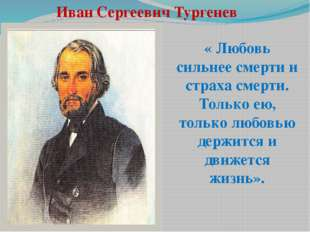 Иван Сергеевич Тургенев
« Любовь
сильнее смерти и
страха смерти.
Только ею,
только любовью
держится и
движется
жизнь».